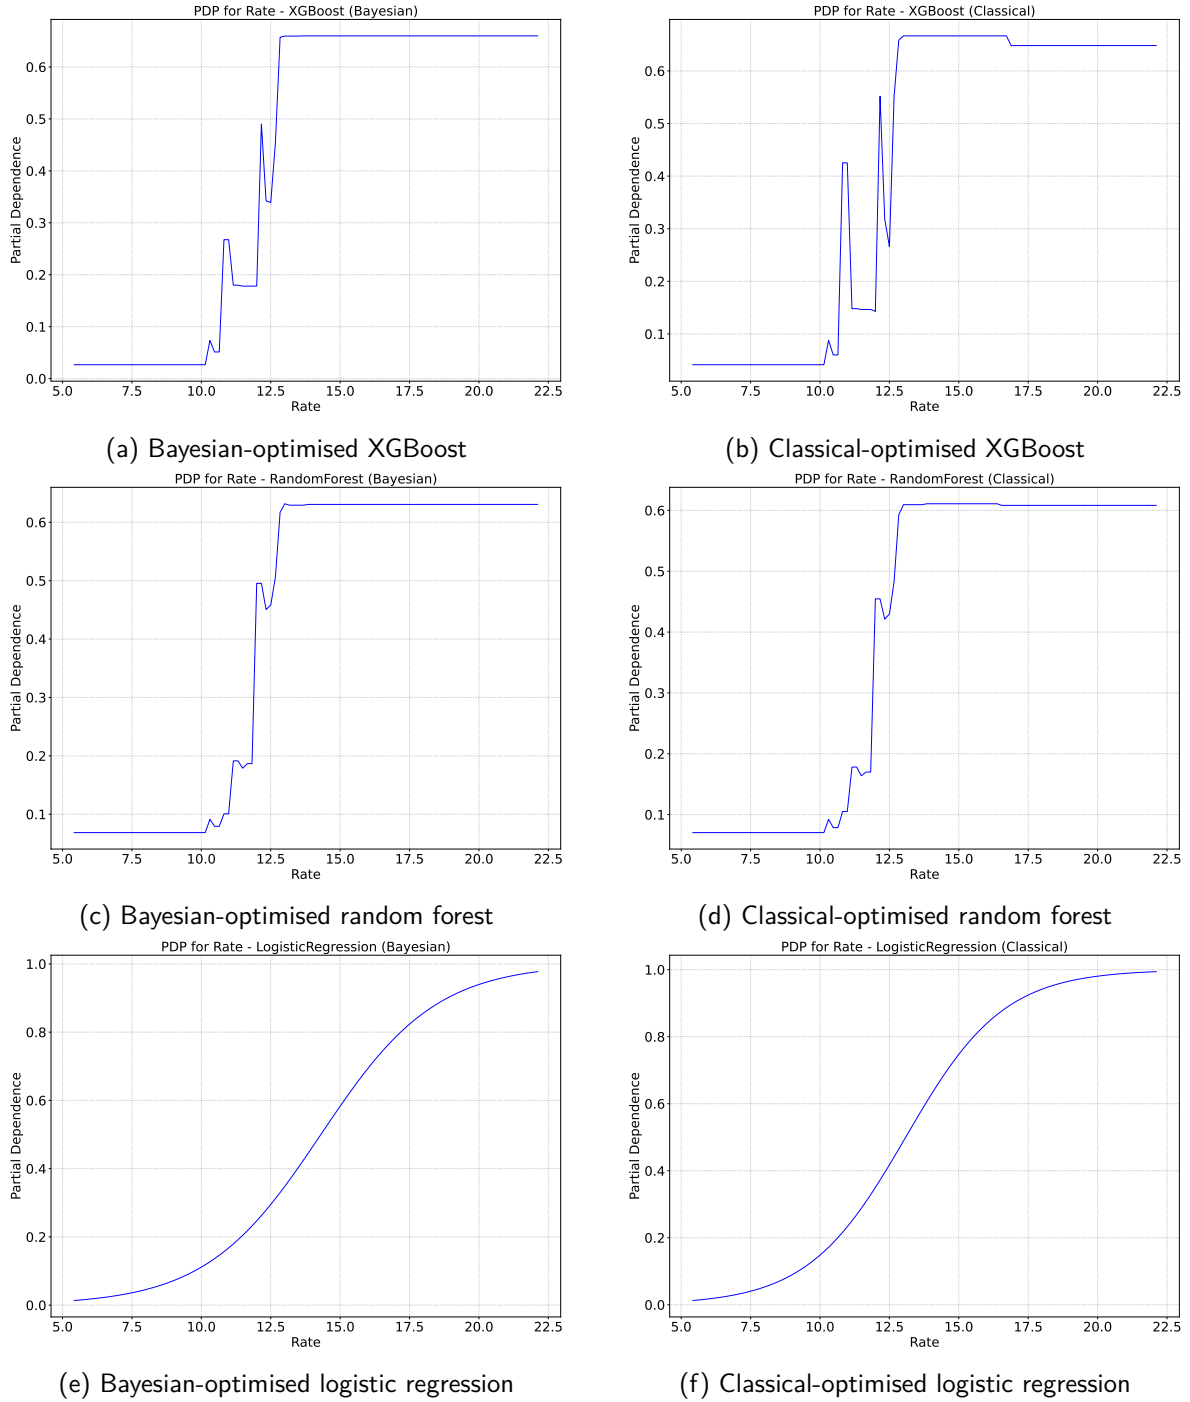 PDP for Rate - XGBoost (Bayesian)
Partial Dependence
0.6
0.5
0.4
0.3
0.2
0.1
0.0
5.0 7.5 10.0 12.5 15.0 17.5 20.0 22.5
Rate
(a) Bayesian-optimised XGBoost
PDP for Rate - XGBoost (Classical)
Partial Dependence
0.6
0.5
0.4
0.3
0.2
0.1
5.0 7.5 10.0 12.5 15.0 17.5 20.0 22.5
Rate
(b) Classical-optimised XGBoost
PDP for Rate - RandomForest (Bayesian)
Partial Dependence
0.6
0.5
0.4
0.3
0.2
0.1
5.0 7.5 10.0 12.5 15.0 17.5 20.0 22.5
Rate
(c) Bayesian-optimised random forest
PDP for Rate - RandomForest (Classical)
Partial Dependence
0.6
0.5
0.4
0.3
0.2
0.1
5.0 7.5 10.0 12.5 15.0 17.5 20.0 22.5
Rate
(d) Classical-optimised random forest
PDP for Rate - LogisticRegression (Bayesian)
Partial Dependence
1.0
0.8
0.6
0.4
0.2
0.0
5.0 7.5 10.0 12.5 15.0 17.5 20.0 22.5
Rate
(e) Bayesian-optimised logistic regression
PDP for Rate - LogisticRegression (Classical)
Partial Dependence
1.0
0.8
0.6
0.4
0.2
0.0
5.0 7.5 10.0 12.5 15.0 17.5 20.0 22.5
Rate
(f) Classical-optimised logistic regression